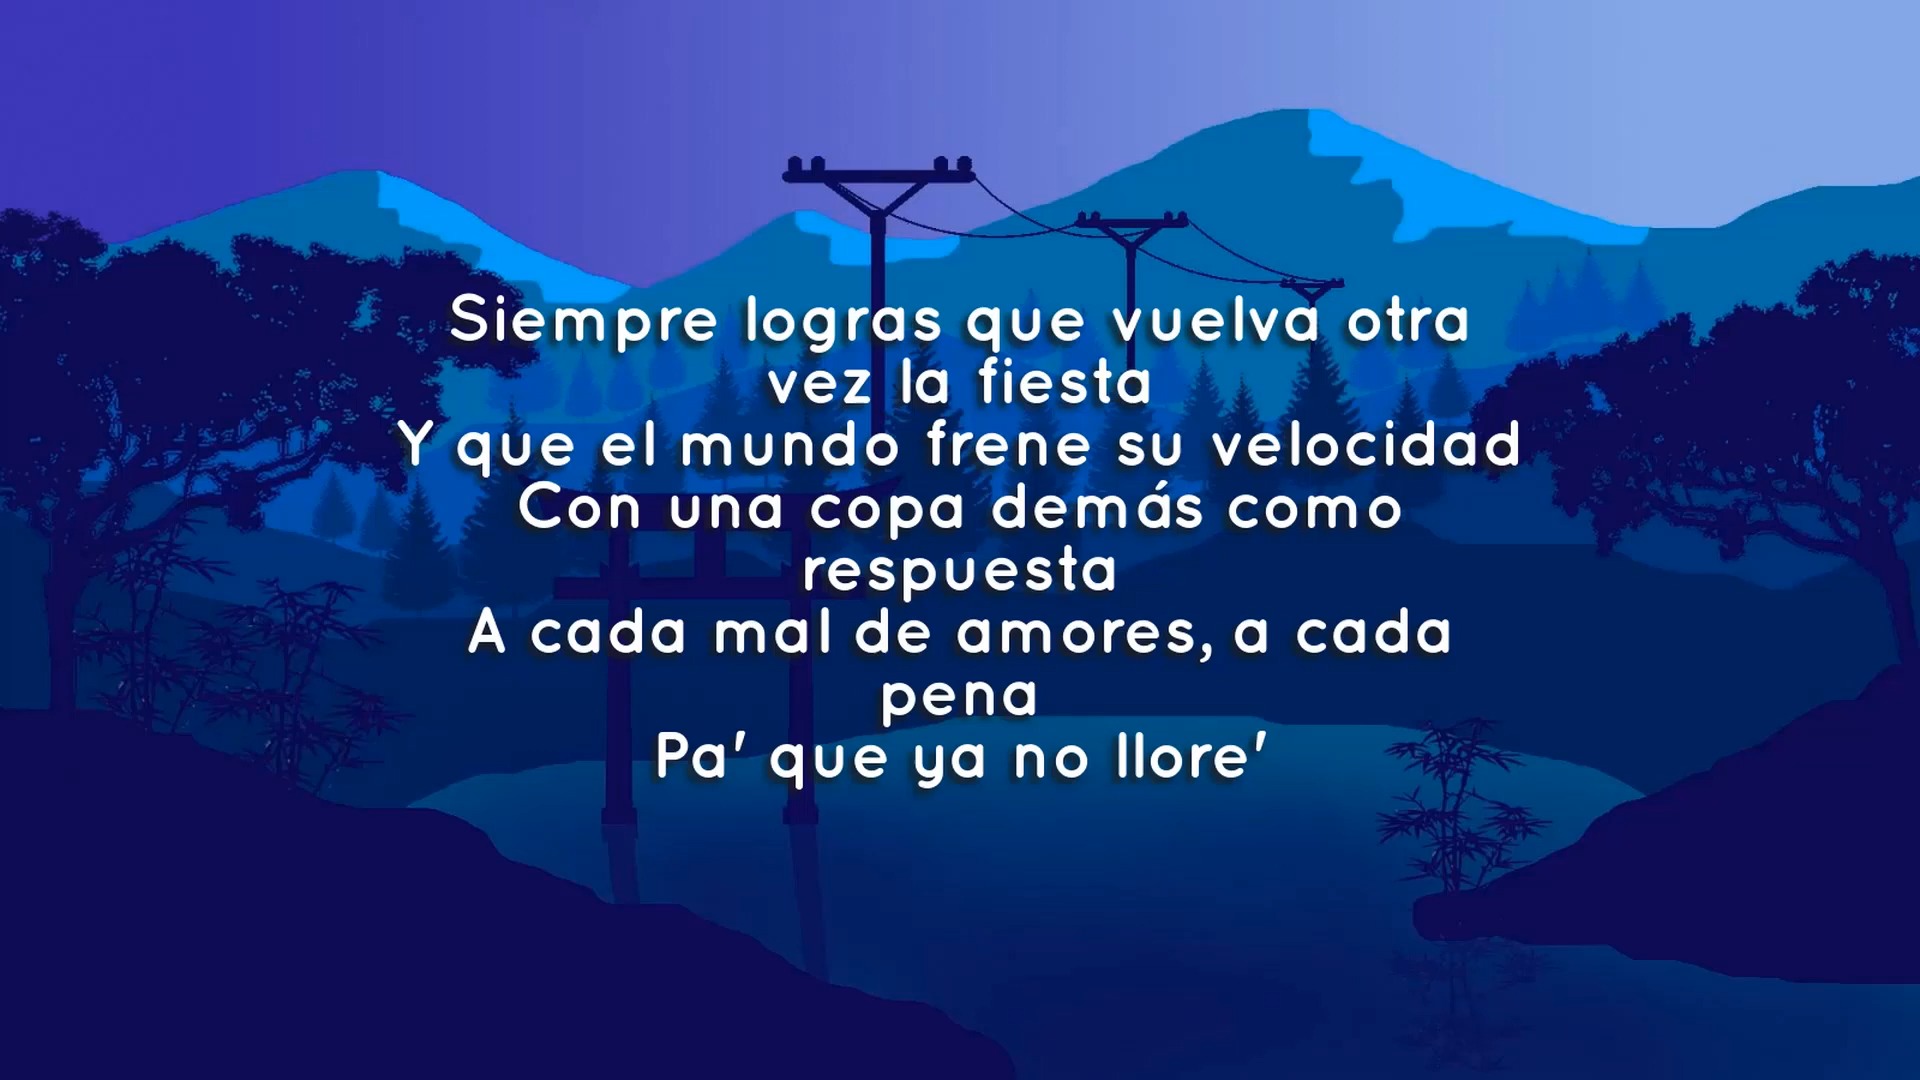 Siempre logras que vuelva otra
vez la fiesta
Y que el mundo frene su velocidad
Con una copa demás como
respuesta
A cada mal de amores, a cada
pena
Pa' que ya no llore'